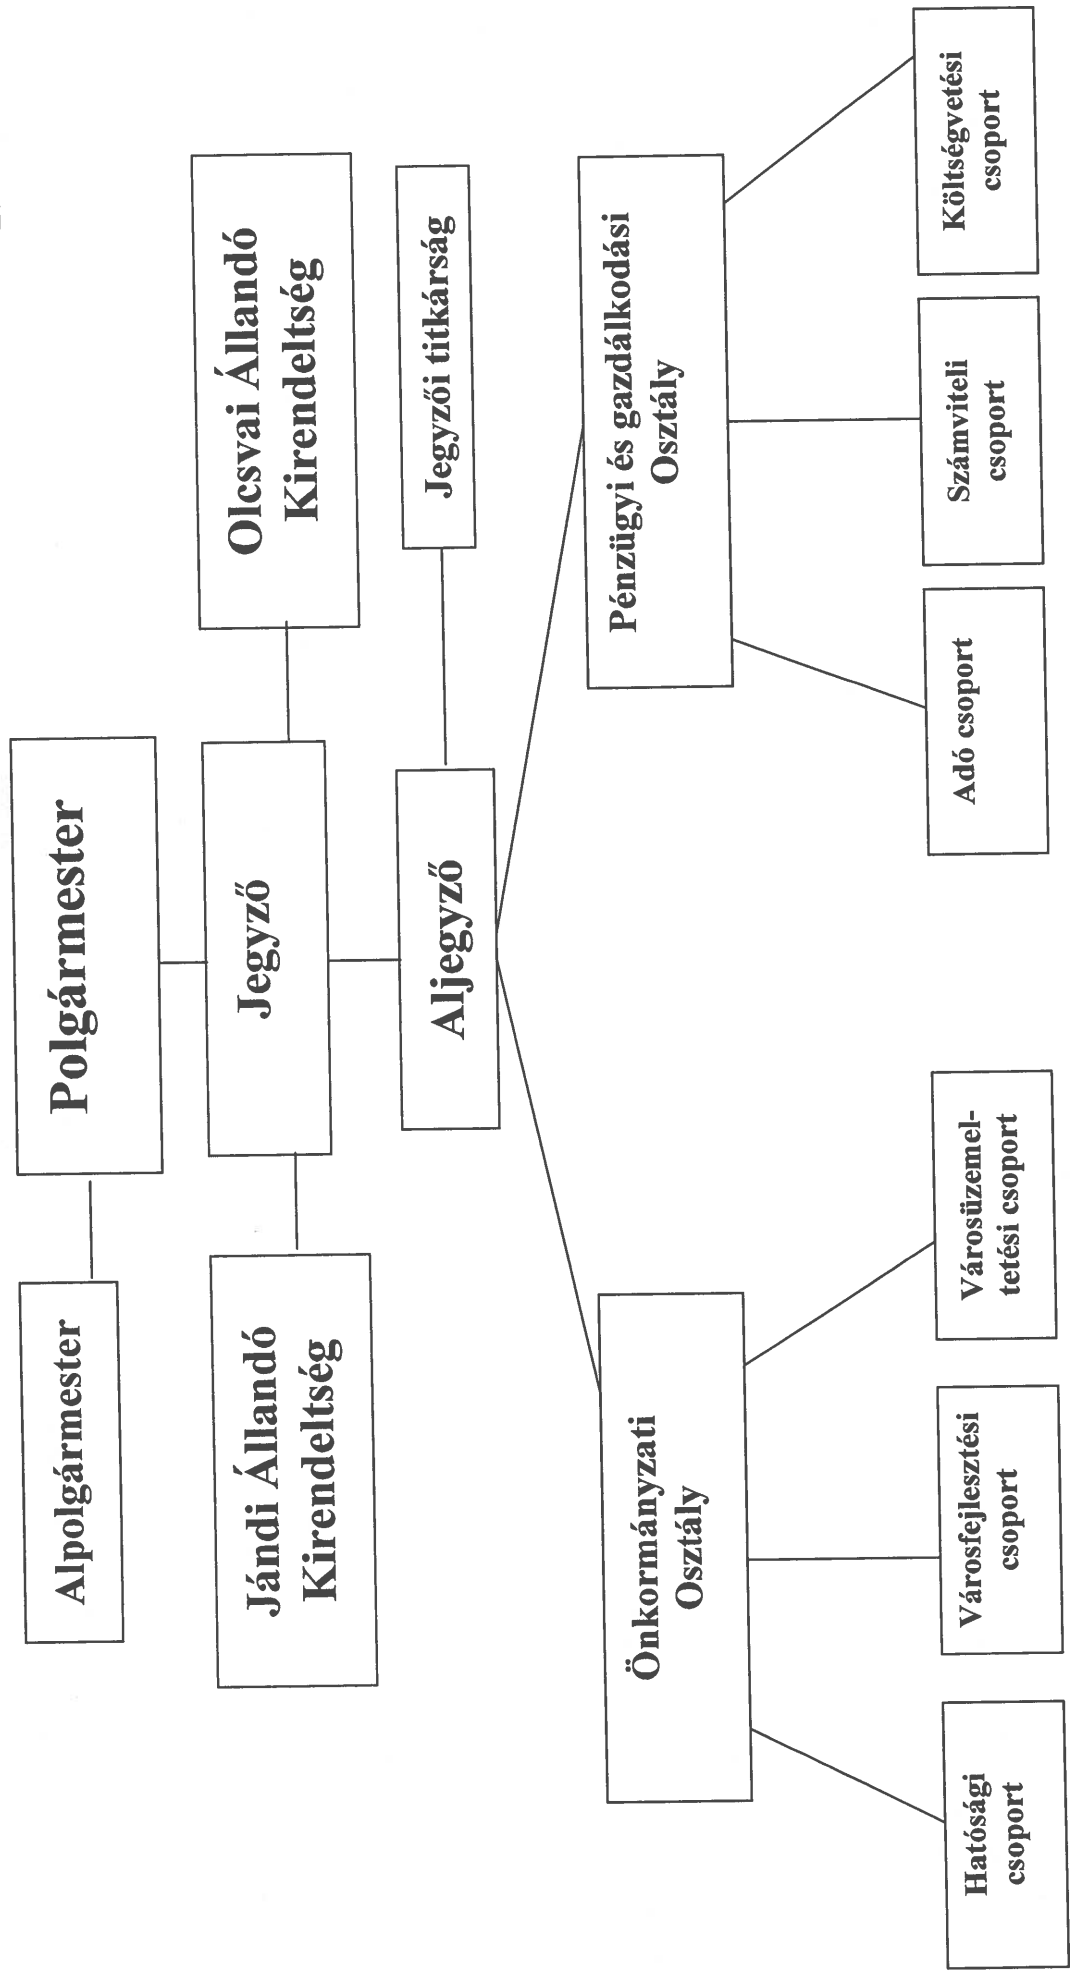 Polgármester
Alpolgármester
Jegyző
Jándi Állandó
Kirendeltség
Olcsvai Állandó
Kirendeltség
Aljegyző
Jegyzői titkárság
Önkormányzati
Osztály
Pénzügyi és gazdálkodási
Osztály
Hatósági
csoport
Városfejlesztési
csoport
Városüzemel-
tetési csoport
Adó csoport
Számviteli
csoport
Költségvetési
csoport